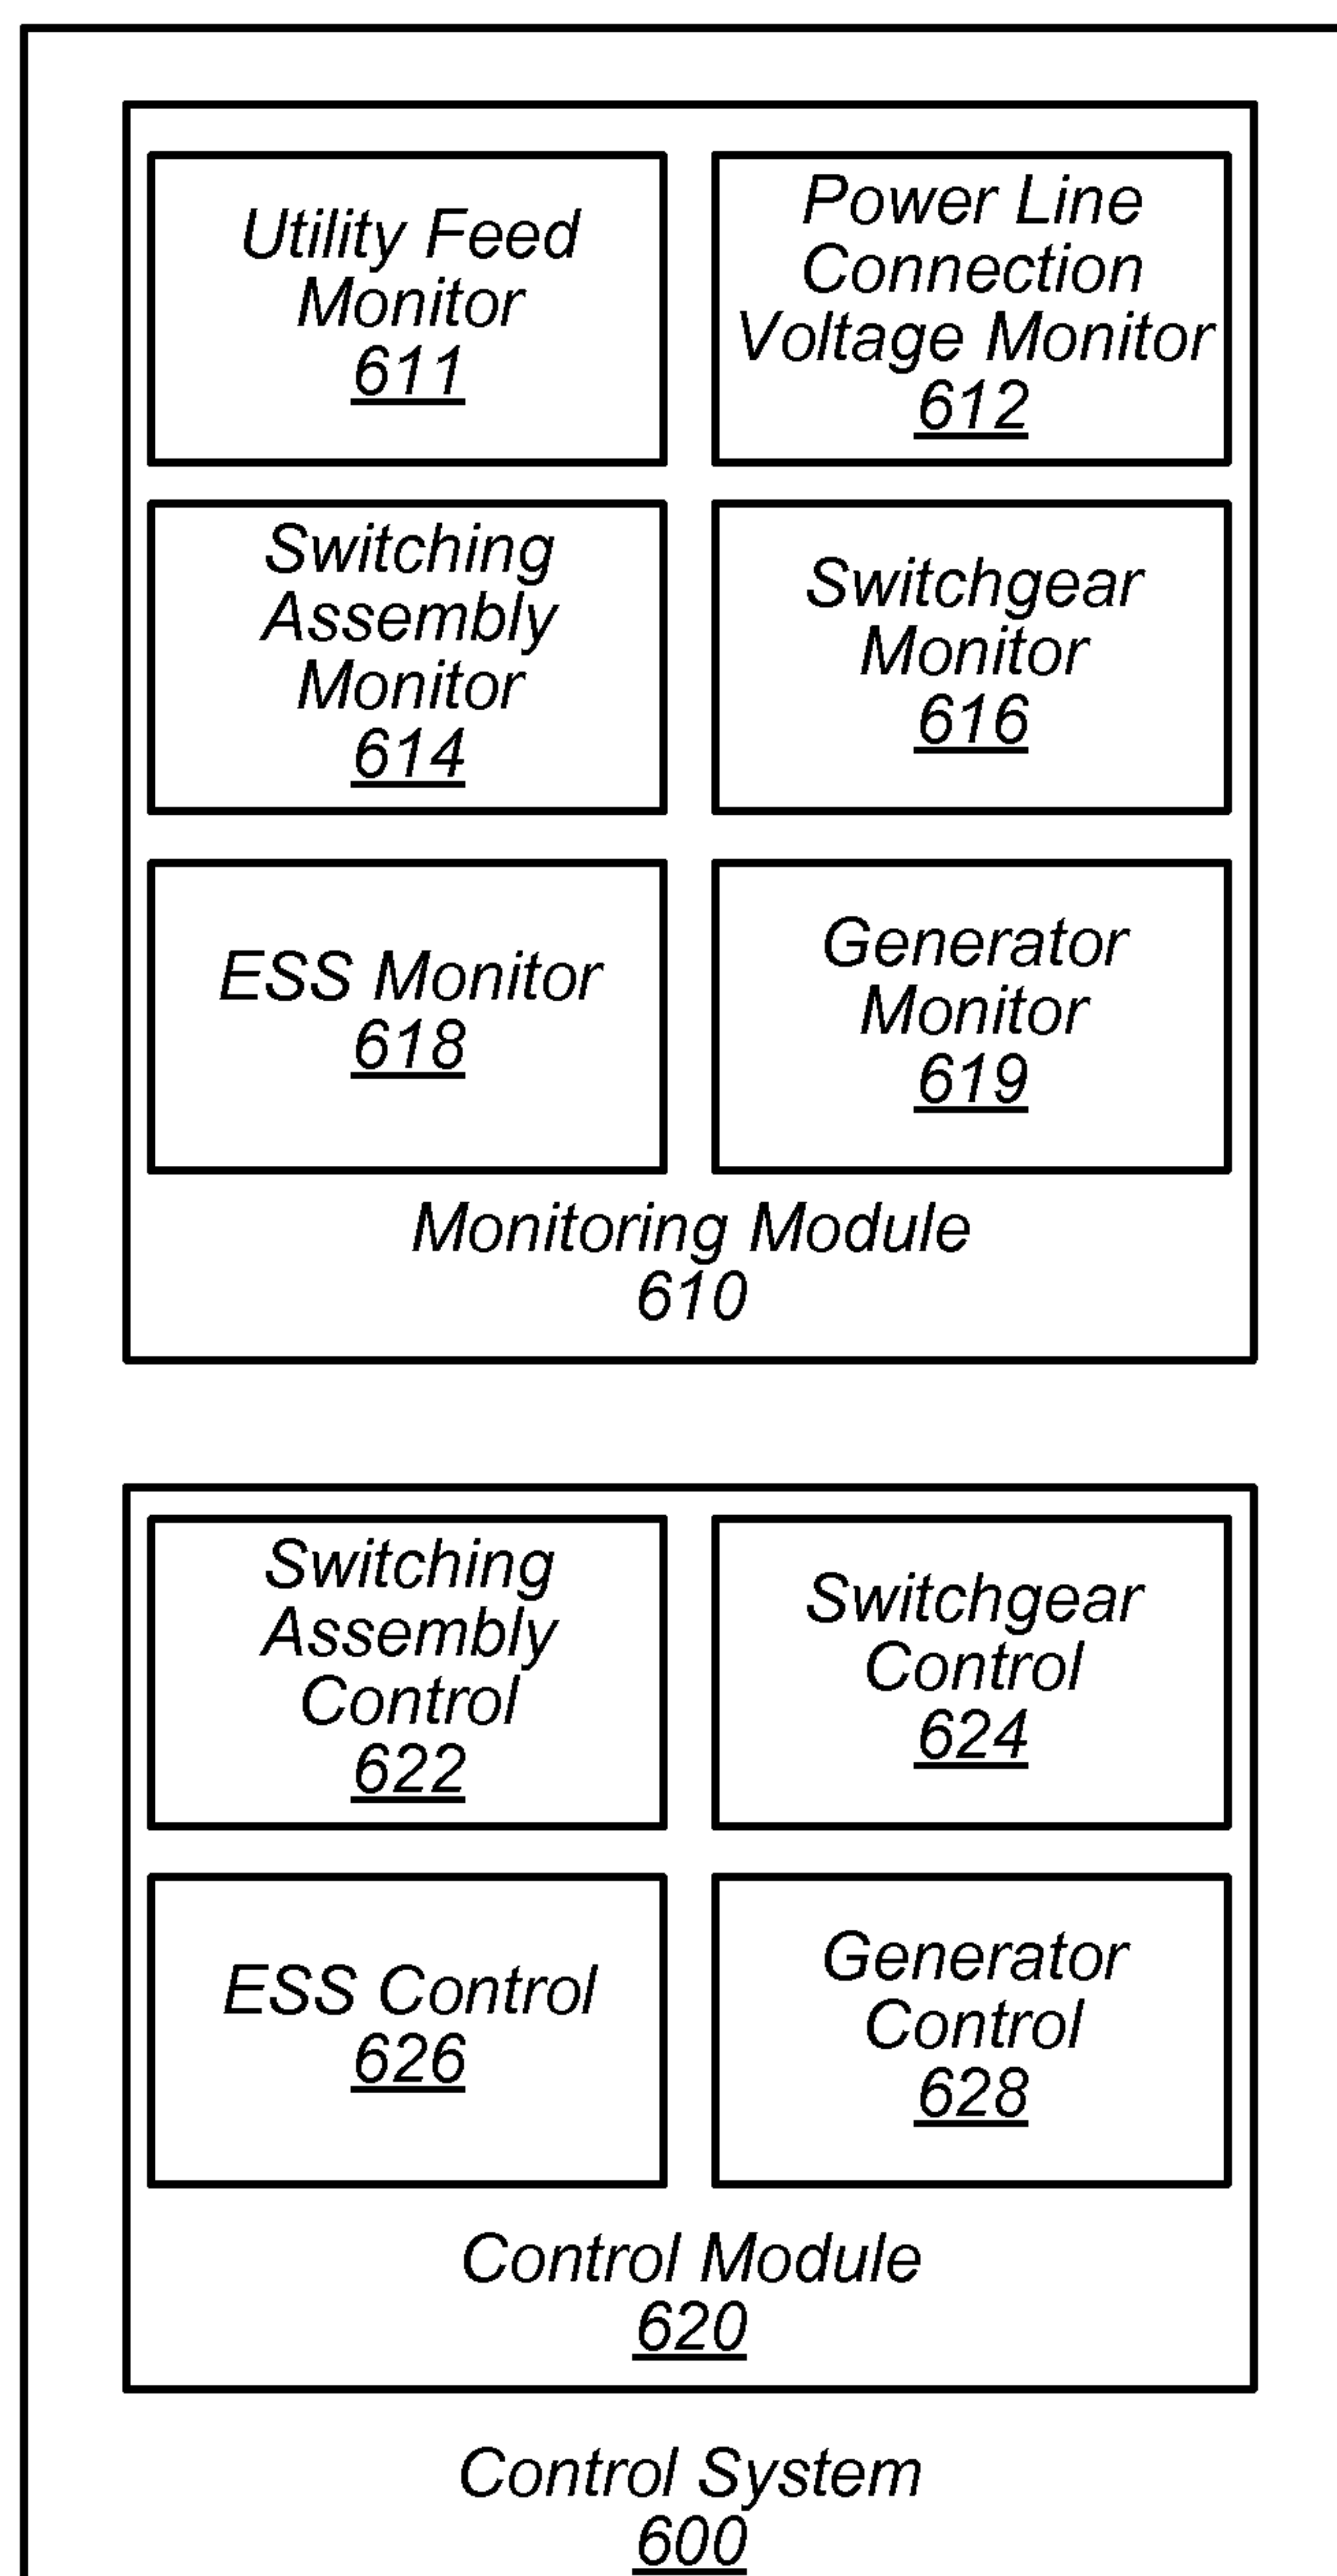 Utility Feed
Monitor
611
Power Line
Connection
Voltage Monitor
612
Switching
Assembly
Monitor
614
Switchgear
Monitor
616
ESS Monitor
618
Generator
Monitor
619
Monitoring Module
610
Switching
Assembly
Control
622
Switchgear
Control
624
ESS Control
626
Generator
Control
628
Control Module
620
Control System
600